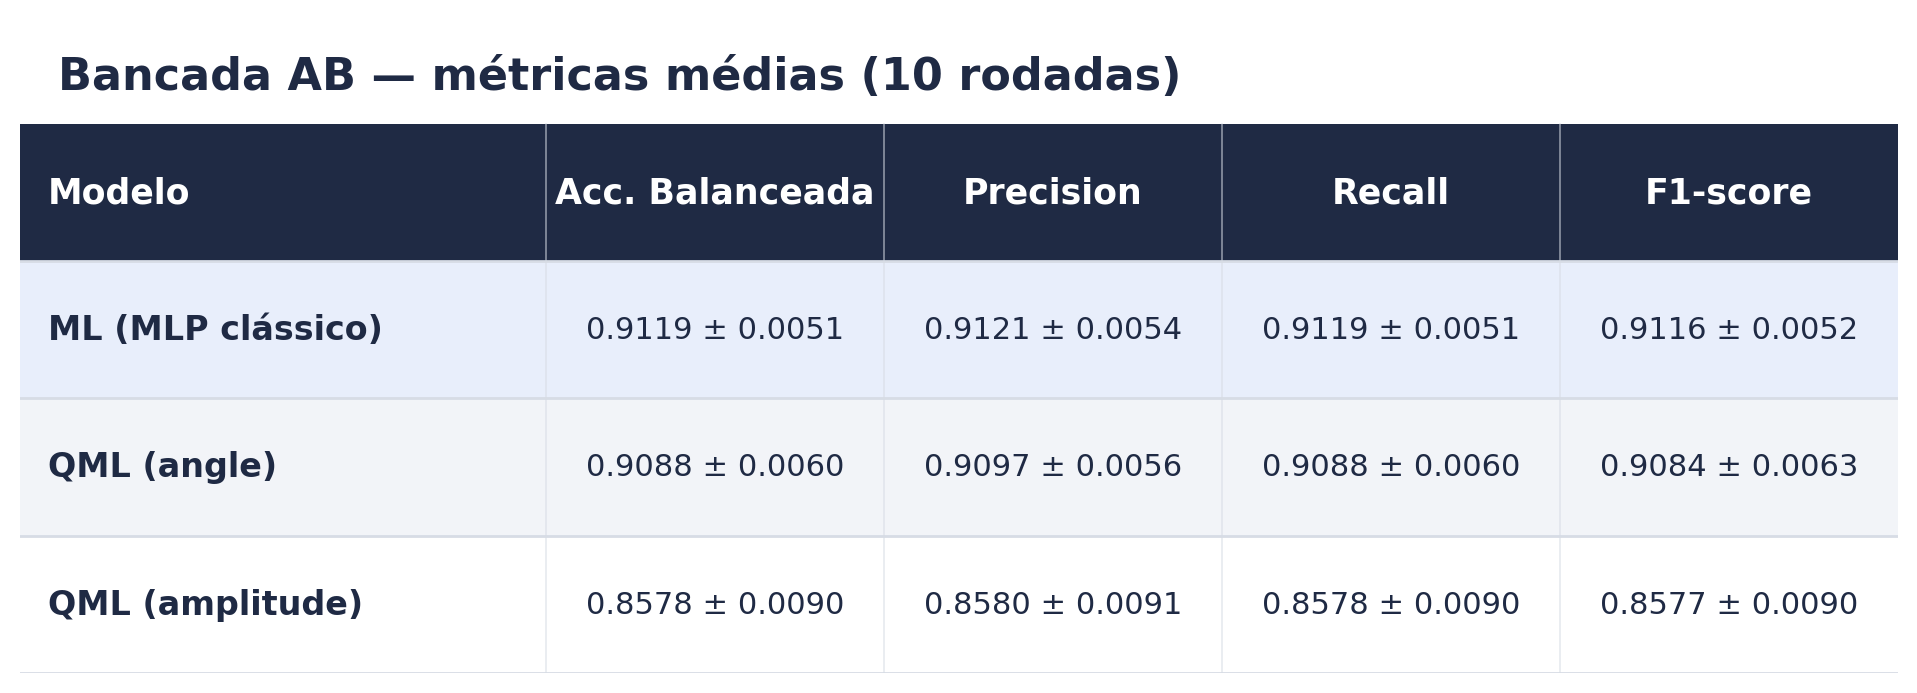 Bancada AB — métricas médias (10 rodadas)
Modelo Acc. Balanceada Precision Recall F1-score
ML (MLP clássico) 0.9119 ± 0.0051 0.9121 ± 0.0054 0.9119 ± 0.0051 0.9116 ± 0.0052
QML (angle) 0.9088 ± 0.0060 0.9097 ± 0.0056 0.9088 ± 0.0060 0.9084 ± 0.0063
QML (amplitude) 0.8578 ± 0.0090 0.8580 ± 0.0091 0.8578 ± 0.0090 0.8577 ± 0.0090